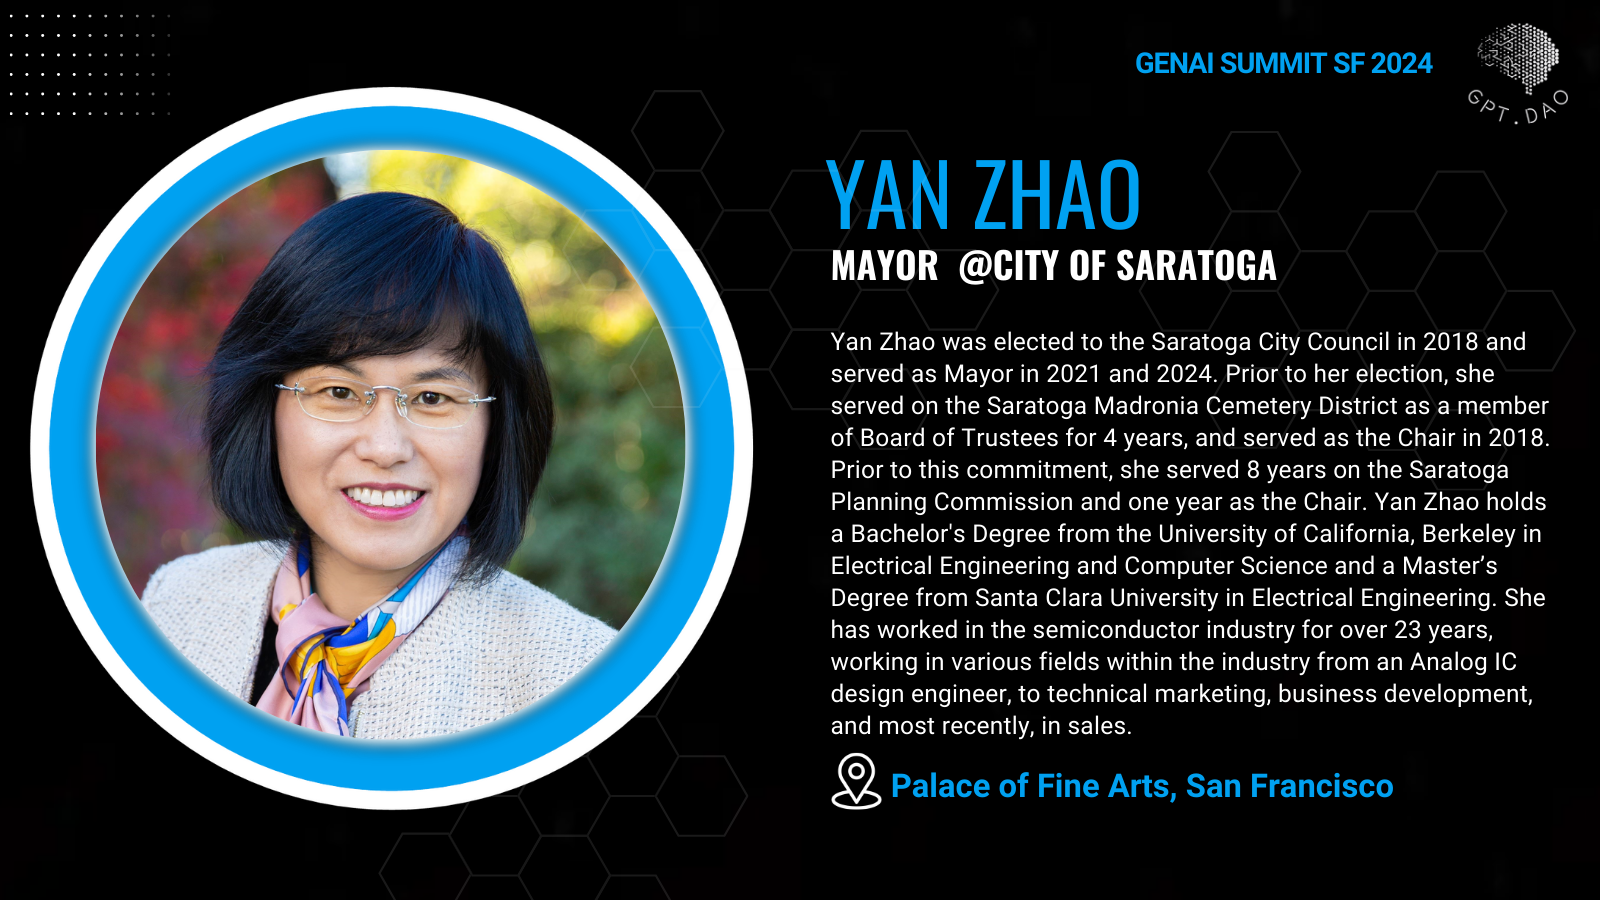 GENAI SUMMIT SF 2024
GPT.DAO
YAN ZHAO
MAYOR @CITY OF SARATOGA
Yan Zhao was elected to the Saratoga City Council in 2018 and
served as Mayor in 2021 and 2024. Prior to her election, she
served on the Saratoga Madronia Cemetery District as a member
of Board of Trustees for 4 years, and served as the Chair in 2018.
Prior to this commitment, she served 8 years on the Saratoga
Planning Commission and one year as the Chair. Yan Zhao holds
a Bachelor's Degree from the University of California, Berkeley in
Electrical Engineering and Computer Science and a Master’s
Degree from Santa Clara University in Electrical Engineering. She
has worked in the semiconductor industry for over 23 years,
working in various fields within the industry from an Analog IC
design engineer, to technical marketing, business development,
and most recently, in sales.
Palace of Fine Arts, San Francisco